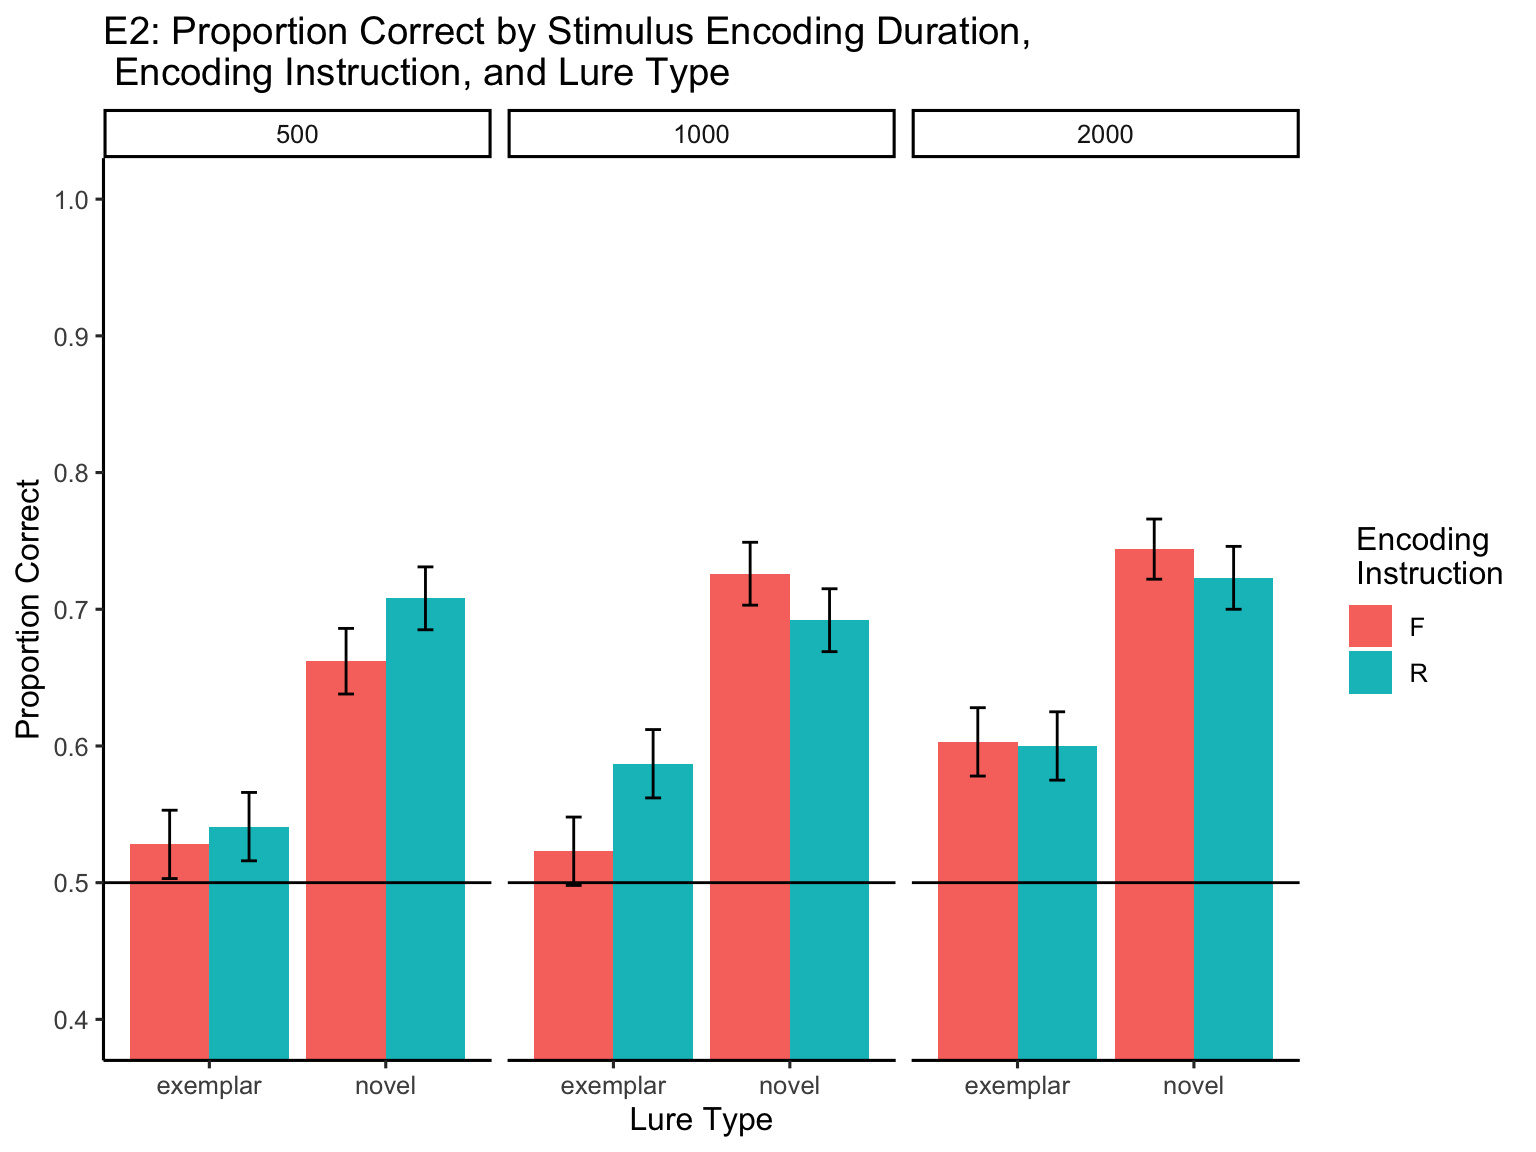 E2: Proportion Correct by Stimulus Encoding Duration,
Encoding Instruction, and Lure Type
500
1000
2000
1.0
0.9
0.8
0.7
0.6
0.5
0.4
Proportion Correct
exemplar
novel
exemplar
novel
exemplar
novel
Lure Type
Encoding
Instruction
F
R